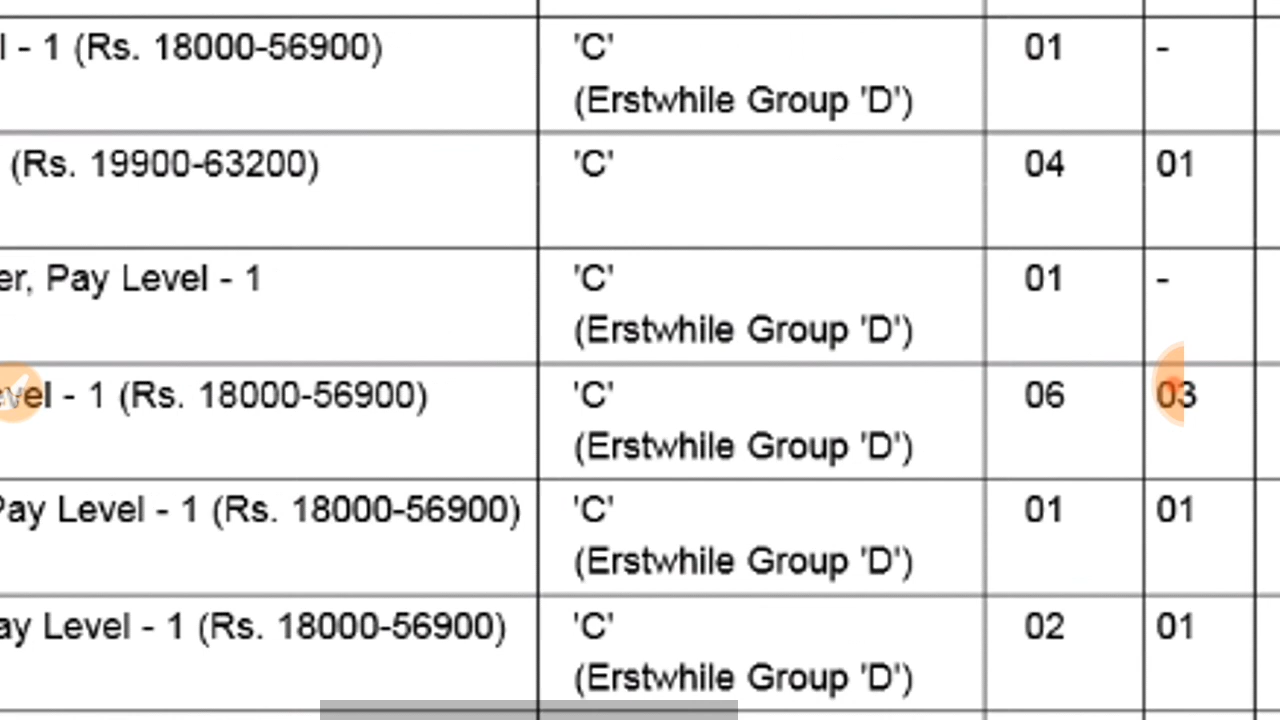 - 1 (Rs. 18000-56900) 'C' 01 -
(Erstwhile Group 'D')
(Rs. 19900-63200) 'C' 04 01
er, Pay Level - 1 'C' 01 -
(Erstwhile Group 'D')
evel - 1 (Rs. 18000-56900) 'C' 06 03
(Erstwhile Group 'D')
Pay Level - 1 (Rs. 18000-56900) 'C' 01 01
(Erstwhile Group 'D')
ay Level - 1 (Rs. 18000-56900) 'C' 02 01
(Erstwhile Group 'D')